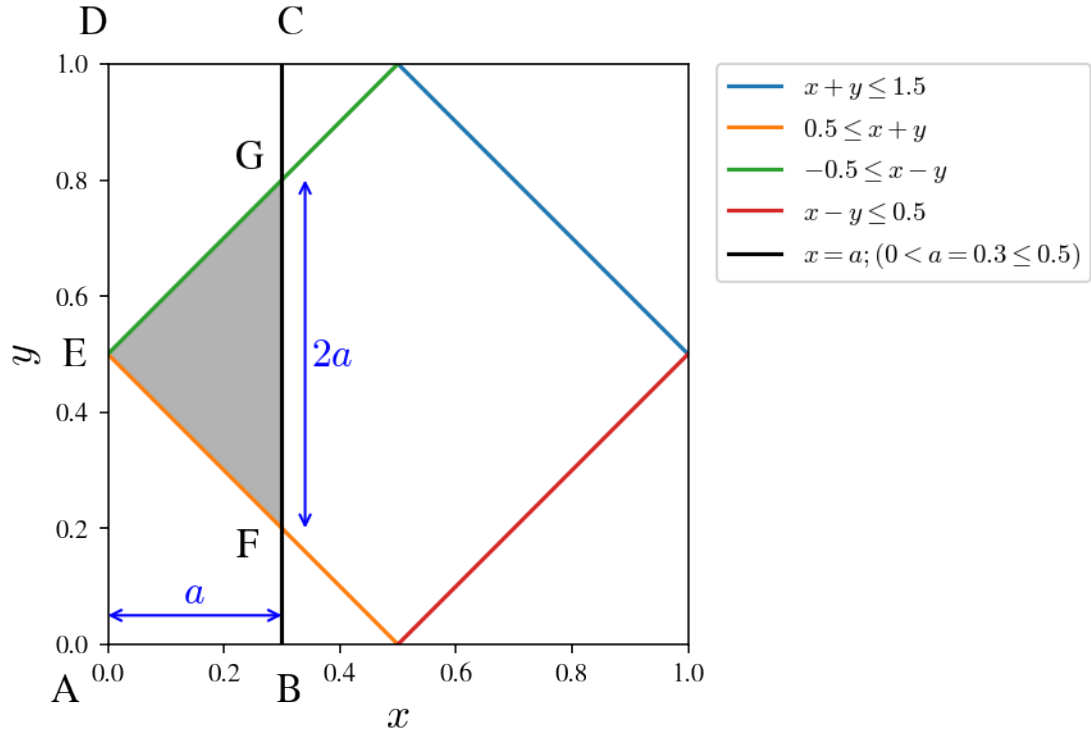 D C
1.0
x + y ≤ 1.5
0.5 ≤ x + y
−0.5 ≤ x − y
x − y ≤ 0.5
x = a; (0 < a = 0.3 ≤ 0.5)
G
0.8
0.6
E
y
2a
0.4
0.2
F
a
0.0
0.0 0.2 0.4 0.6 0.8 1.0
A B
x